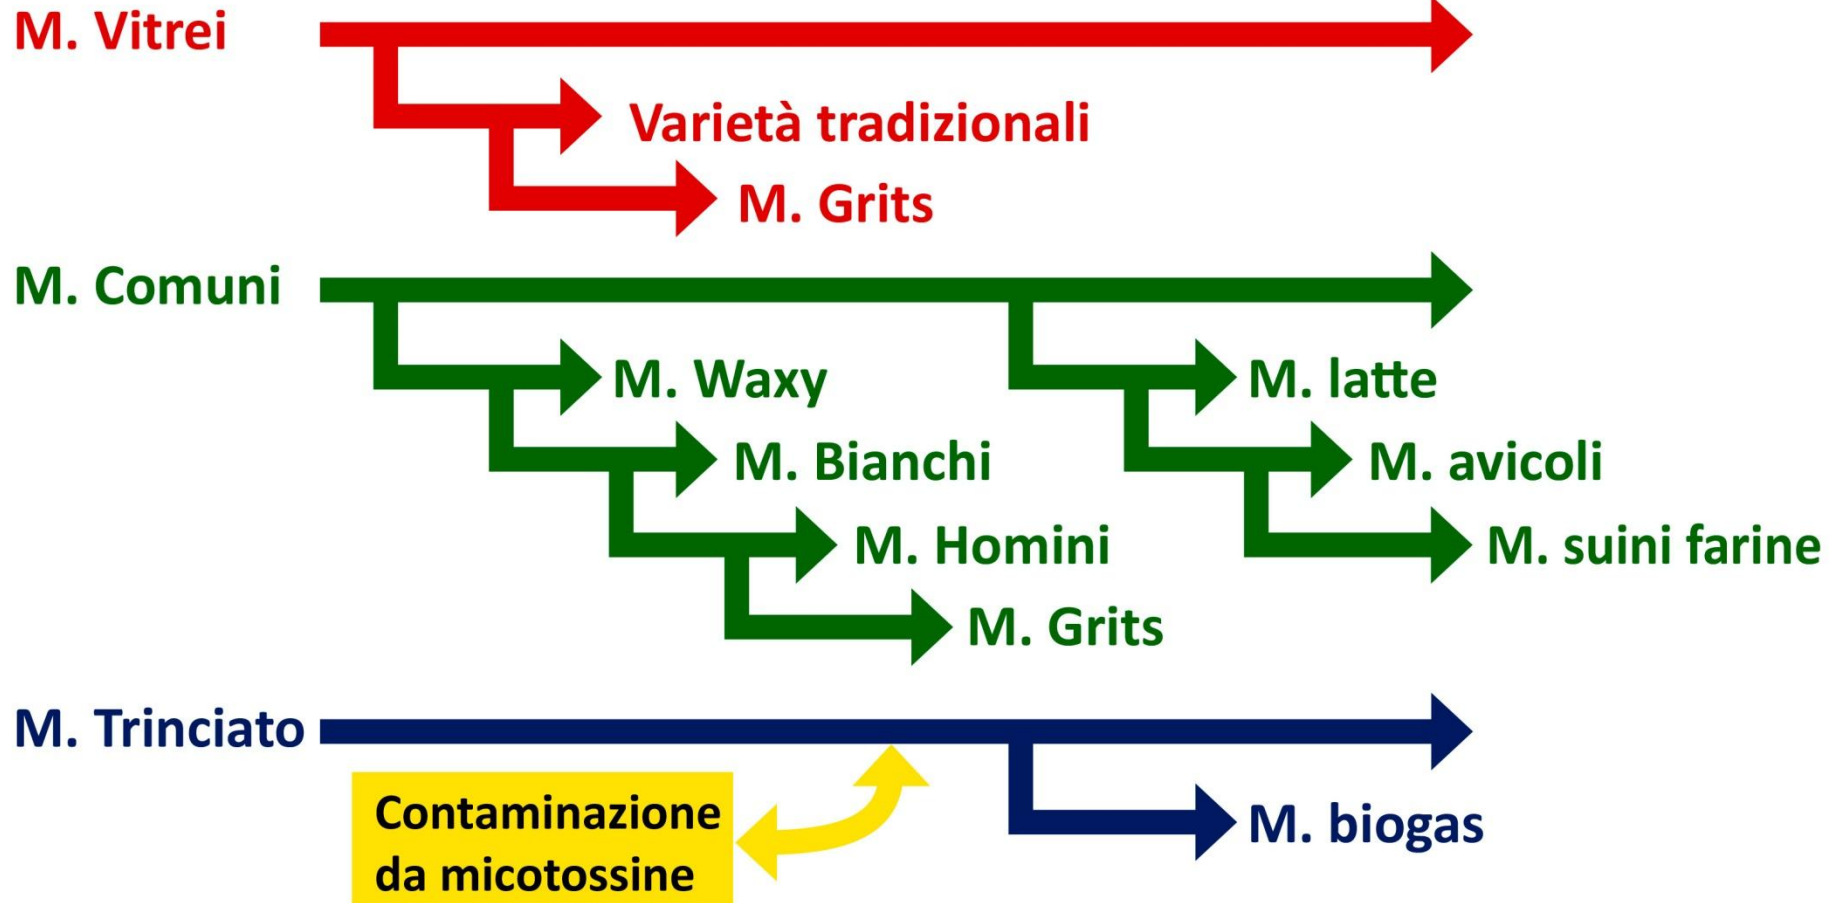 M. Vitrei
Varietà tradizionali
M. Grits
M. Comuni
M. Waxy
M. latte
M. Bianchi
M. avicoli
M. Homini
M. suini farine
M. Grits
M. Trinciato
Contaminazione
da micotossine
M. biogas